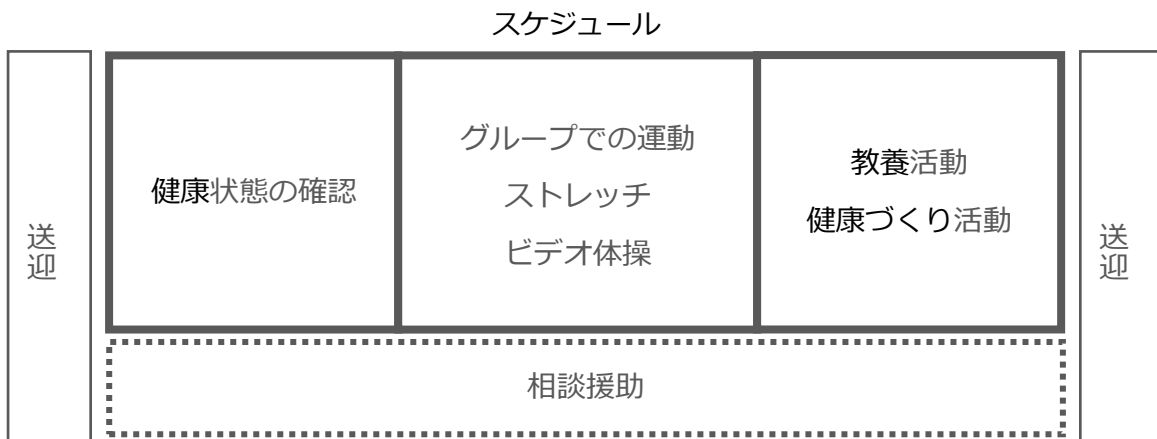 スケジュール
送迎
健康状態の確認
グループでの運動
ストレッチ
ビデオ体操
教養活動
健康づくり活動
送迎
相談援助